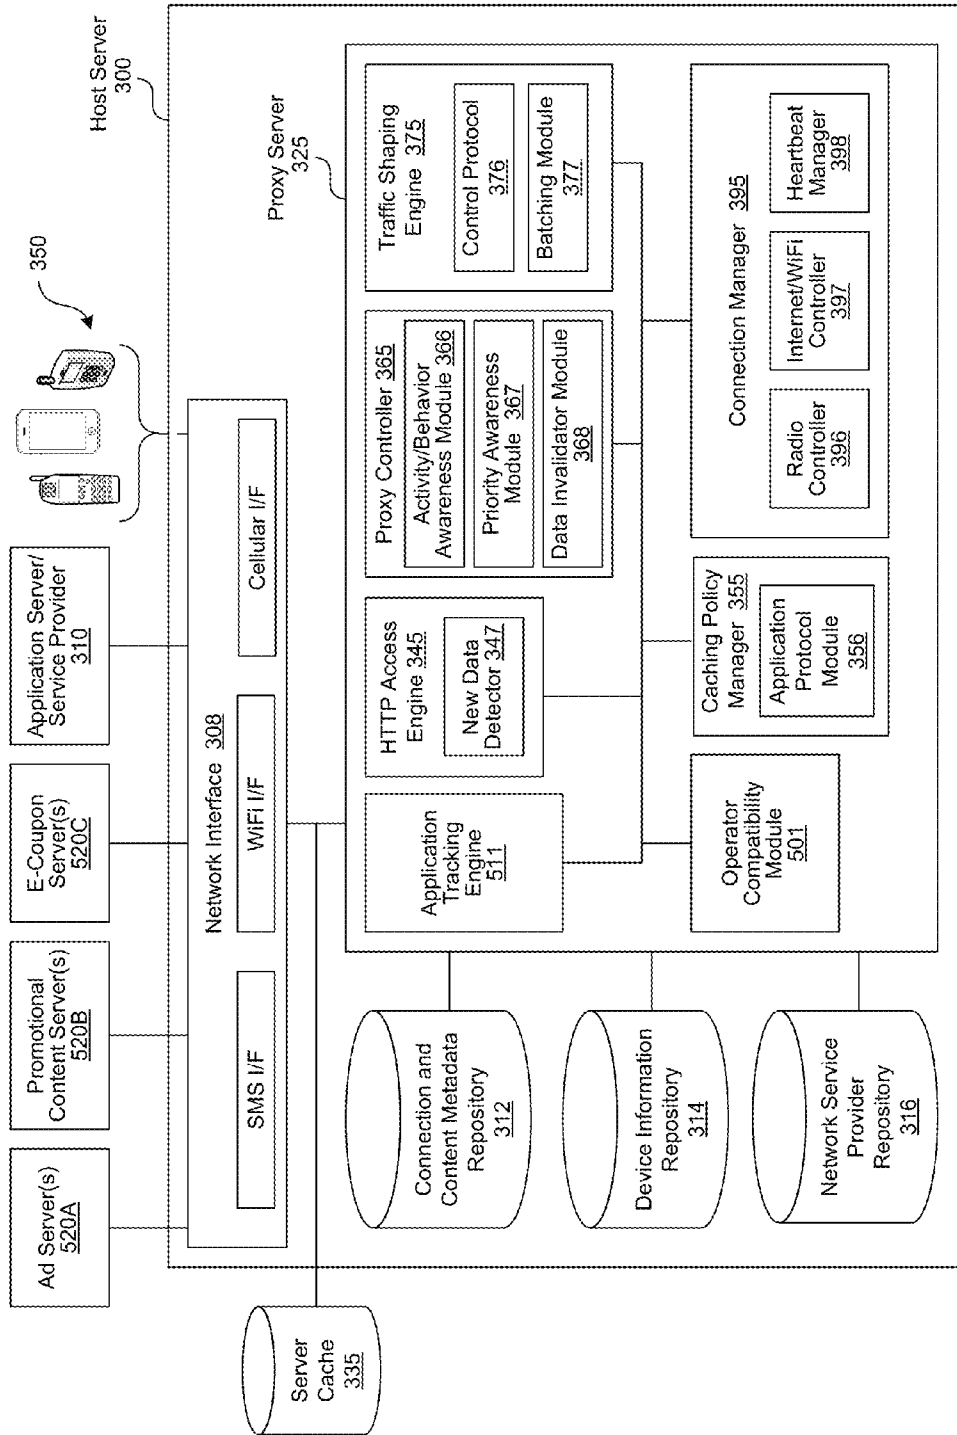 Ad Server(s)
520A
Promotional
Content Server(s)
520B
E-Coupon
Server(s)
520C
Application Server/
Service Provider
310
350
Host Server
300
Network Interface 308
SMS I/F
WiFi I/F
Cellular I/F
Server
Cache
335
Proxy Server
325
Connection and
Content Metadata
Repository
312
Device Information
Repository
314
Network Service
Provider
Repository
316
Application
Tracking
Engine
511
HTTP Access
Engine 345
New Data
Detector 347
Proxy Controller 365
Activity/Behavior
Awareness Module 366
Priority Awareness
Module
367
Data Invalidator Module
368
Traffic Shaping
Engine 375
Control Protocol
376
Batching Module
377
Operator
Compatibility
Module
501
Caching Policy
Manager 355
Application
Protocol
Module
356
Connection Manager 395
Radio
Controller
396
Internet/WiFi
Controller
397
Heartbeat
Manager
398